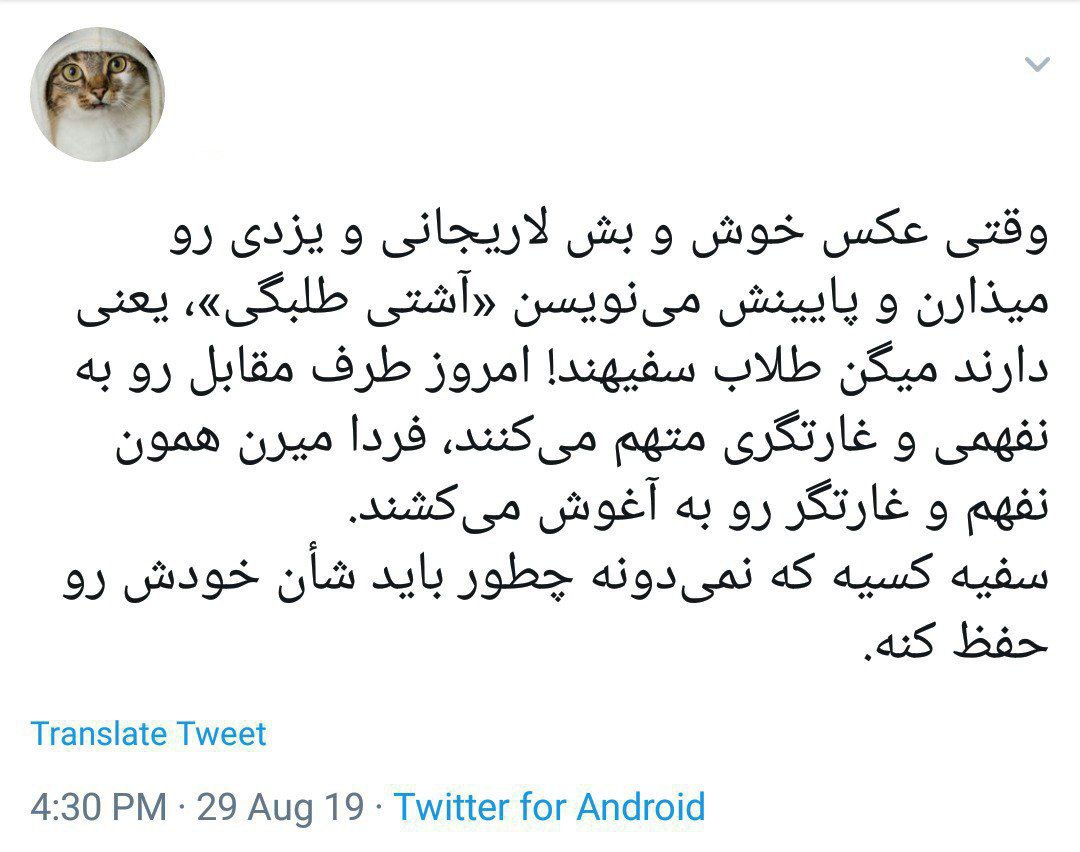 وقتی عکس خوش و بش لاریجانی و یزدی رو
میذارن و پایینش می‌نویسن «آشتی طلبگی»، یعنی
دارند میگن طلاب سفیهند! امروز طرف مقابل رو به
نفهمی و غارتگری متهم می‌کنند، فردا میرن همون
نفهم و غارتگر رو به آغوش می‌کشند.
سفیه کسیه که نمی‌دونه چطور باید شأن خودش رو
حفظ کنه.
Translate Tweet
4:30 PM · 29 Aug 19 · Twitter for Android